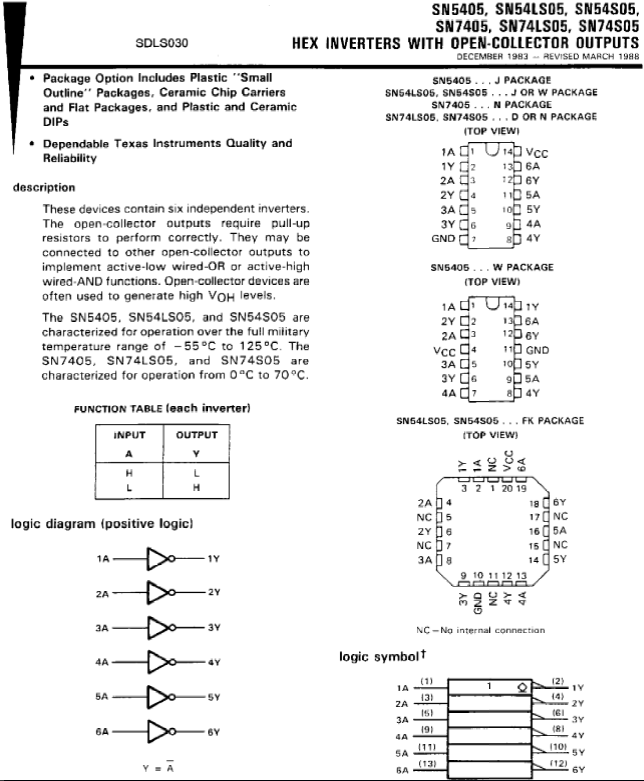 SN5405, SN54LS05, SN54S05,
SN7405, SN74LS05, SN74S05
SDLS030
HEX INVERTERS WITH OPEN-COLLECTOR OUTPUTS
DECEMBER 1983 — REVISED MARCH 1988
• Package Option Includes Plastic "Small
Outline" Packages, Ceramic Chip Carriers
and Flat Packages, and Plastic and Ceramic
DIPs
• Dependable Texas Instruments Quality and
Reliability
description
These devices contain six independent inverters.
The open-collector outputs require pull-up
resistors to perform correctly. They may be
connected to other open-collector outputs to
implement active-low wired-OR or active-high
wired-AND functions. Open-collector devices are
often used to generate high VOH levels.
The SN5405, SN54LS05, and SN54S05 are
characterized for operation over the full military
temperature range of −55°C to 125°C. The
SN7405, SN74LS05, and SN74S05 are
characterized for operation from 0°C to 70°C.
FUNCTION TABLE (each inverter)
INPUT OUTPUT
A Y
H L
L H
logic diagram (positive logic)
1A 1Y
2A 2Y
3A 3Y
4A 4Y
5A 5Y
6A 6Y
Y = A̅
SN5405 . . . J PACKAGE
SN54LS05, SN54S05 . . . J OR W PACKAGE
SN7405 . . . N PACKAGE
SN74LS05, SN74S05 . . . D OR N PACKAGE
(TOP VIEW)
1A 1 14 VCC
1Y 2 13 6A
2A 3 12 6Y
2Y 4 11 5A
3A 5 10 5Y
3Y 6 9 4A
GND 7 8 4Y
SN5405 . . . W PACKAGE
(TOP VIEW)
1A 1 14 1Y
2Y 2 13 6A
2A 3 12 6Y
VCC 4 11 GND
3A 5 10 5Y
3Y 6 9 5A
4A 7 8 4Y
SN54LS05, SN54S05 . . . FK PACKAGE
(TOP VIEW)
1Y 1A NC VCC 6A
3 2 1 20 19
2A 4 18 6Y
NC 5 17 NC
2Y 6 16 5A
NC 7 15 NC
3A 8 14 5Y
9 10 11 12 13
3Y GND NC 4Y 4A
NC—No internal connection
logic symbol†
1A (1) 1 (2) 1Y
2A (3) (4) 2Y
3A (5) (6) 3Y
4A (9) (8) 4Y
5A (11) (10) 5Y
6A (13) (12) 6Y